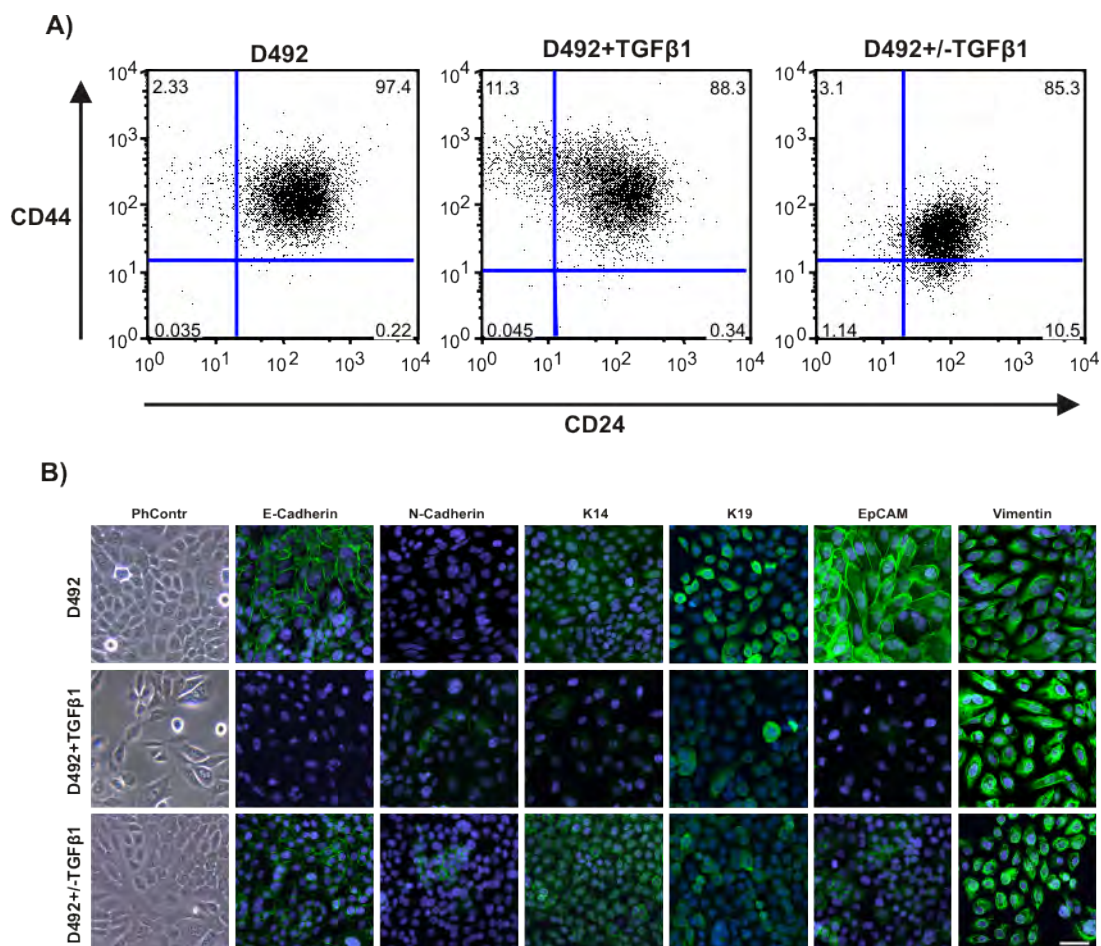 A)
D492
D492+TGFβ1
D492+/-TGFβ1
10⁴
10³
10²
10¹
10⁰
2.33
97.4
0.035
0.22
10⁰ 10¹ 10² 10³ 10⁴
10⁴
10³
10²
10¹
10⁰
11.3
88.3
0.045
0.34
10⁰ 10¹ 10² 10³ 10⁴
10⁴
10³
10²
10¹
10⁰
3.1
85.3
1.14
10.5
10⁰ 10¹ 10² 10³ 10⁴
CD44
CD24
B)
PhContr E-Cadherin N-Cadherin K14 K19 EpCAM Vimentin
D492
D492+TGFβ1
D492+/-TGFβ1